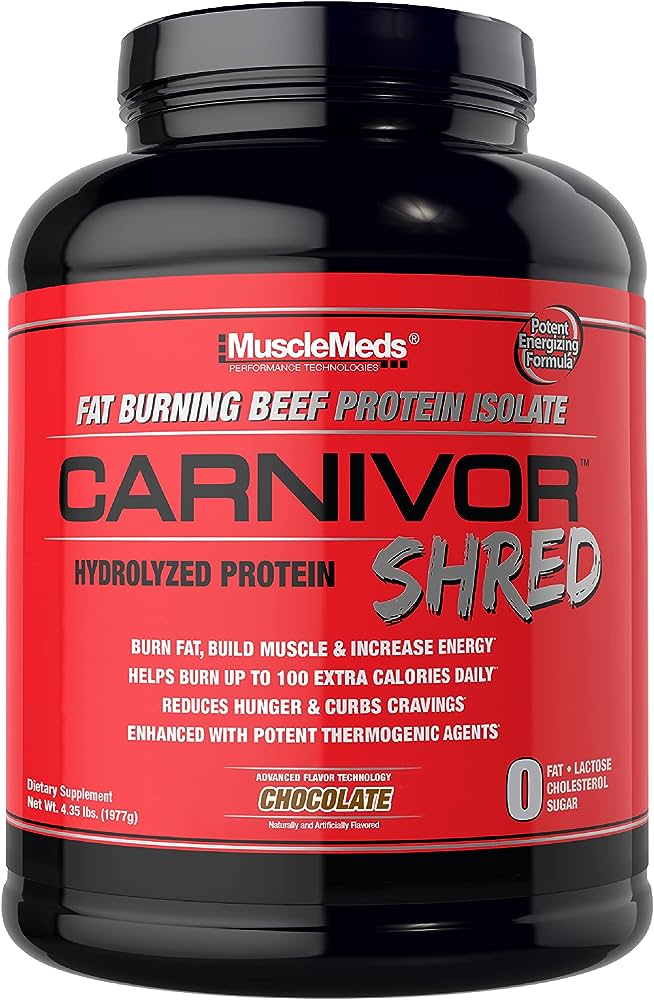 Potent
Energizing
Formula
MuscleMeds®
PERFORMANCE TECHNOLOGIES
FAT BURNING BEEF PROTEIN ISOLATE
CARNIVOR™
SHRED
HYDROLYZED PROTEIN
BURN FAT, BUILD MUSCLE & INCREASE ENERGY*
HELPS BURN UP TO 100 EXTRA CALORIES DAILY*
REDUCES HUNGER & CURBS CRAVINGS*
ENHANCED WITH POTENT THERMOGENIC AGENTS*
Dietary Supplement
Net Wt. 4.35 lbs. (1977g)
ADVANCED FLAVOR TECHNOLOGY
CHOCOLATE
Naturally and Artificially Flavored
0 FAT • LACTOSE
CHOLESTEROL
SUGAR